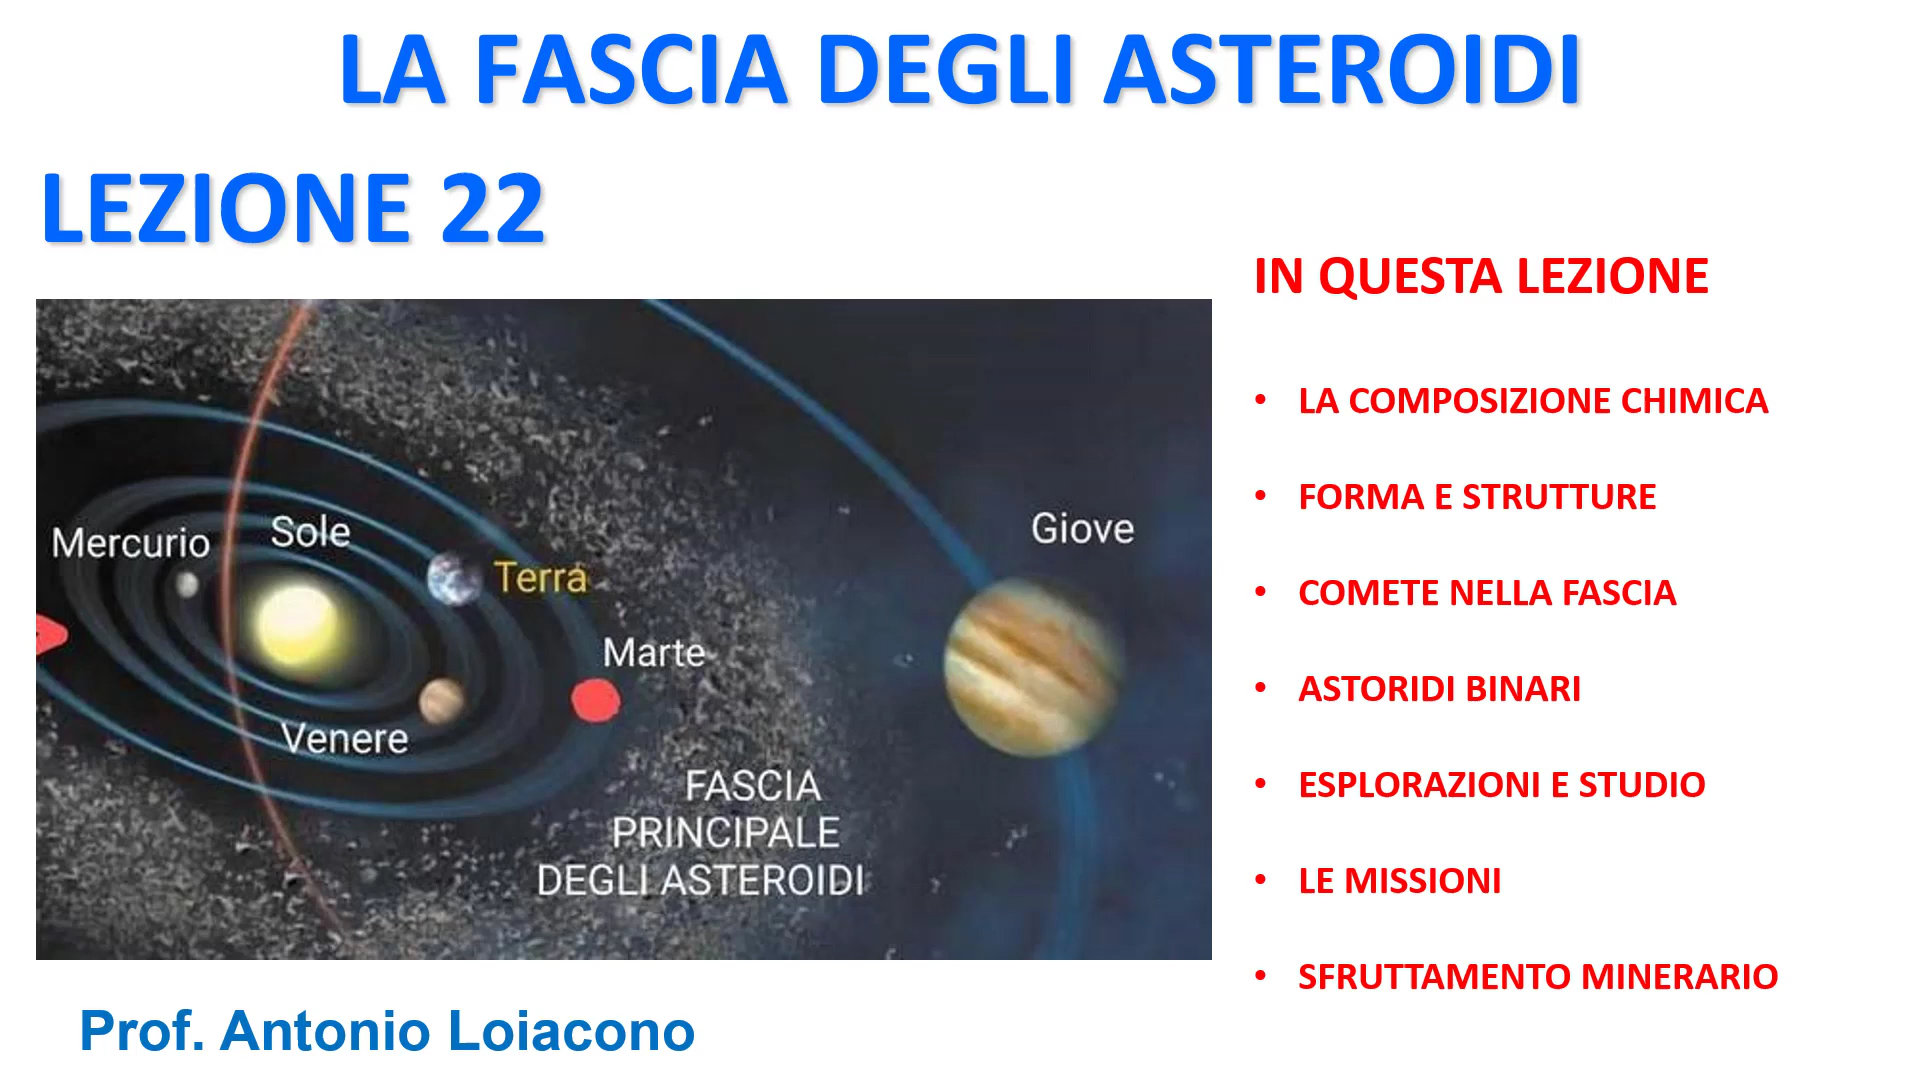 LA FASCIA DEGLI ASTEROIDI
LEZIONE 22
Mercurio
Sole
Terra
Marte
Venere
Giove
FASCIA
PRINCIPALE
DEGLI ASTEROIDI
IN QUESTA LEZIONE
• LA COMPOSIZIONE CHIMICA
• FORMA E STRUTTURE
• COMETE NELLA FASCIA
• ASTORIDI BINARI
• ESPLORAZIONI E STUDIO
• LE MISSIONI
• SFRUTTAMENTO MINERARIO
Prof. Antonio Loiacono